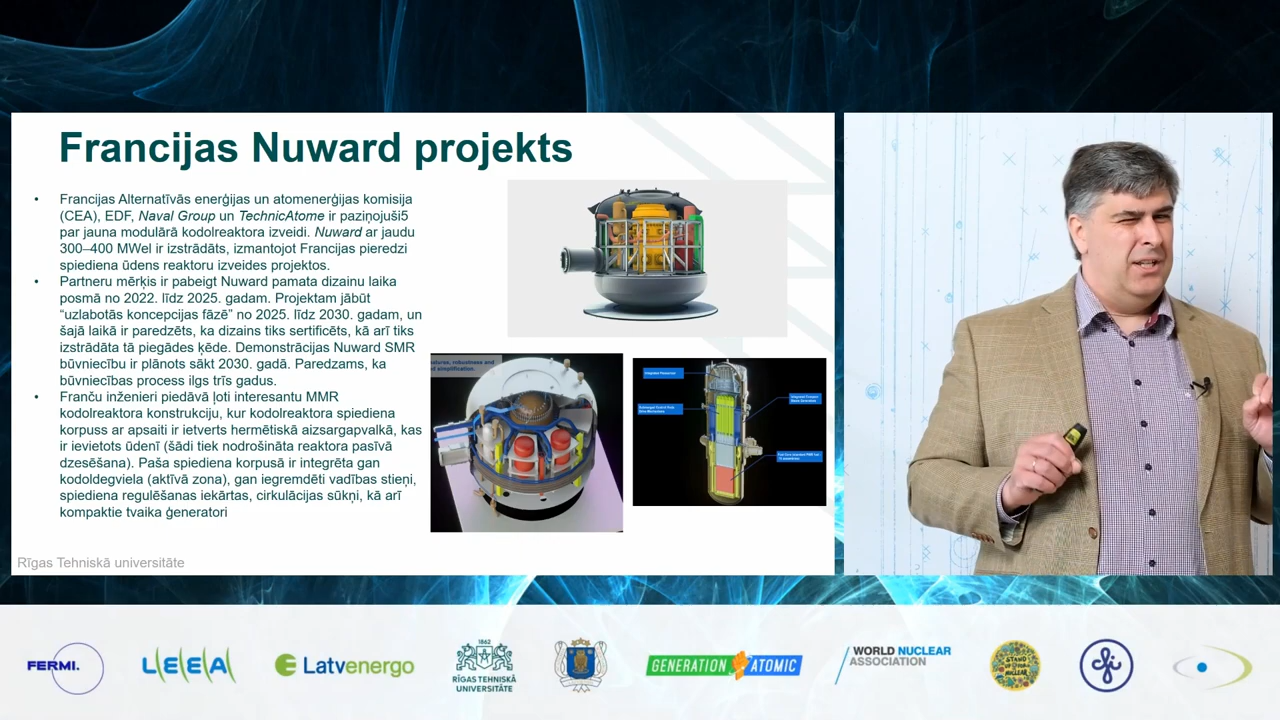 Francijas Nuward projekts
• Francijas Alternatīvās enerģijas un atomenerģijas komisija
(CEA), EDF, Naval Group un TechnicAtome ir paziņojuši5
par jauna modulārā kodolreaktora izveidi. Nuward ar jaudu
300–400 MWel ir izstrādāts, izmantojot Francijas pieredzi
spiediena ūdens reaktoru izveides projektos.
• Partneru mērķis ir pabeigt Nuward pamata dizainu laika
posmā no 2022. līdz 2025. gadam. Projektam jābūt
“uzlabotās koncepcijas fāzē” no 2025. līdz 2030. gadam, un
šajā laikā ir paredzēts, ka dizains tiks sertificēts, kā arī tiks
izstrādāta tā piegādes ķēde. Demonstrācijas Nuward SMR
būvniecību ir plānots sākt 2030. gadā. Paredzams, ka
būvniecības process ilgs trīs gadus.
• Franču inženieri piedāvā ļoti interesantu MMR
kodolreaktora konstrukciju, kur kodolreaktora spiediena
korpuss ar apsaiti ir ietverts hermētiskā aizsargapvalkā, kas
ir ievietots ūdenī (šādi tiek nodrošināta reaktora pasīvā
dzesēšana). Paša spiediena korpusā ir integrēta gan
kodoldegviela (aktīvā zona), gan iegremdēti vadības stieņi,
spiediena regulēšanas iekārtas, cirkulācijas sūkņi, kā arī
kompaktie tvaika ģeneratori
Rīgas Tehniskā universitāte
FERMI.
LEEA
Latvenergo
1862
RĪGAS TEHNISKĀ
UNIVERSITĀTE
GENERATION ATOMIC
WORLD NUCLEAR
ASSOCIATION
STAND
UP
NUCLEAR